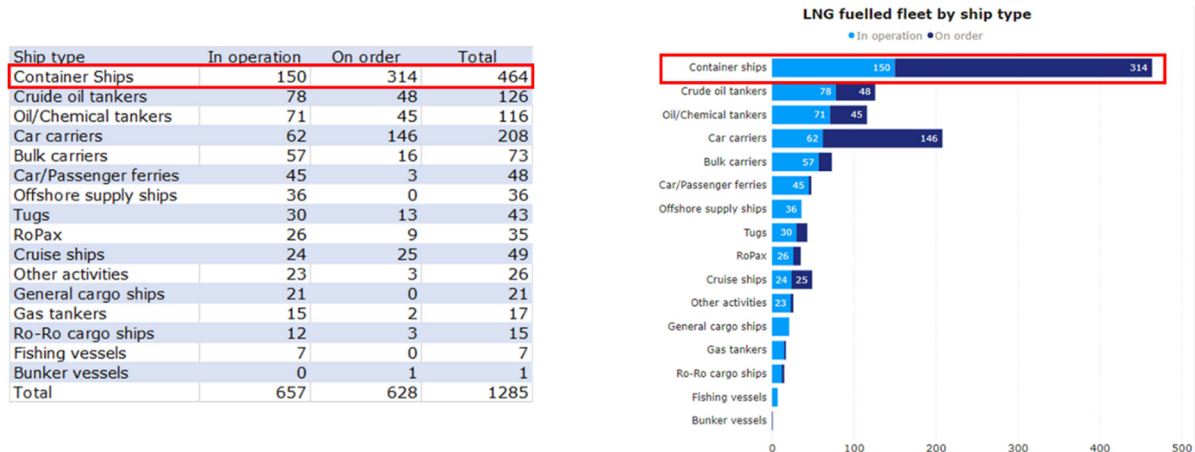 Ship type In operation On order Total
Container Ships 150 314 464
Cruide oil tankers 78 48 126
Oil/Chemical tankers 71 45 116
Car carriers 62 146 208
Bulk carriers 57 16 73
Car/Passenger ferries 45 3 48
Offshore supply ships 36 0 36
Tugs 30 13 43
RoPax 26 9 35
Cruise ships 24 25 49
Other activities 23 3 26
General cargo ships 21 0 21
Gas tankers 15 2 17
Ro-Ro cargo ships 12 3 15
Fishing vessels 7 0 7
Bunker vessels 0 1 1
Total 657 628 1285
LNG fuelled fleet by ship type
In operation On order
Container ships 150 314
Crude oil tankers 78 48
Oil/Chemical tankers 71 45
Car carriers 62 146
Bulk carriers 57
Car/Passenger ferries 45
Offshore supply ships 36
Tugs 30
RoPax 26
Cruise ships 24 25
Other activities 23
General cargo ships
Gas tankers
Ro-Ro cargo ships
Fishing vessels
Bunker vessels
0 100 200 300 400 500